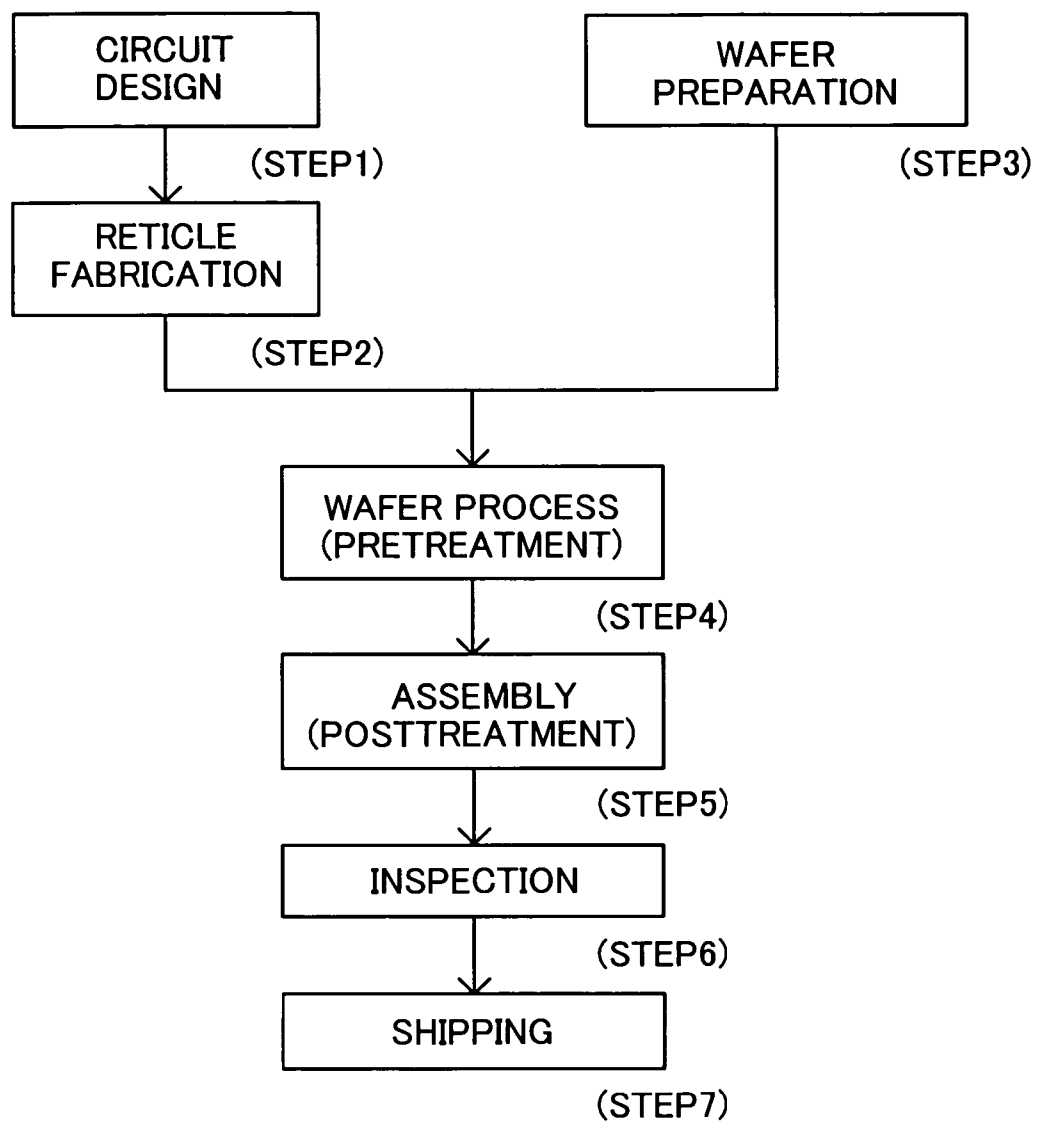 CIRCUIT
DESIGN
(STEP1)
RETICLE
FABRICATION
(STEP2)
WAFER
PREPARATION
(STEP3)
WAFER PROCESS
(PRETREATMENT)
(STEP4)
ASSEMBLY
(POSTTREATMENT)
(STEP5)
INSPECTION
(STEP6)
SHIPPING
(STEP7)